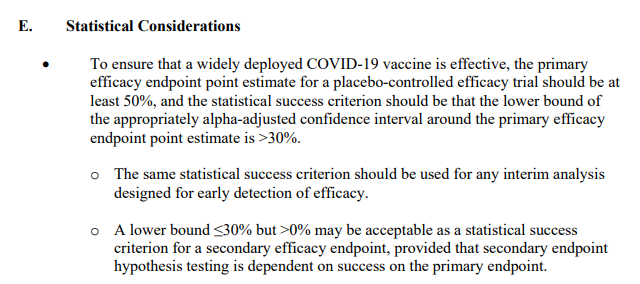 E. Statistical Considerations
• To ensure that a widely deployed COVID-19 vaccine is effective, the primary
efficacy endpoint point estimate for a placebo-controlled efficacy trial should be at
least 50%, and the statistical success criterion should be that the lower bound of
the appropriately alpha-adjusted confidence interval around the primary efficacy
endpoint point estimate is >30%.
o The same statistical success criterion should be used for any interim analysis
designed for early detection of efficacy.
o A lower bound ≤30% but >0% may be acceptable as a statistical success
criterion for a secondary efficacy endpoint, provided that secondary endpoint
hypothesis testing is dependent on success on the primary endpoint.